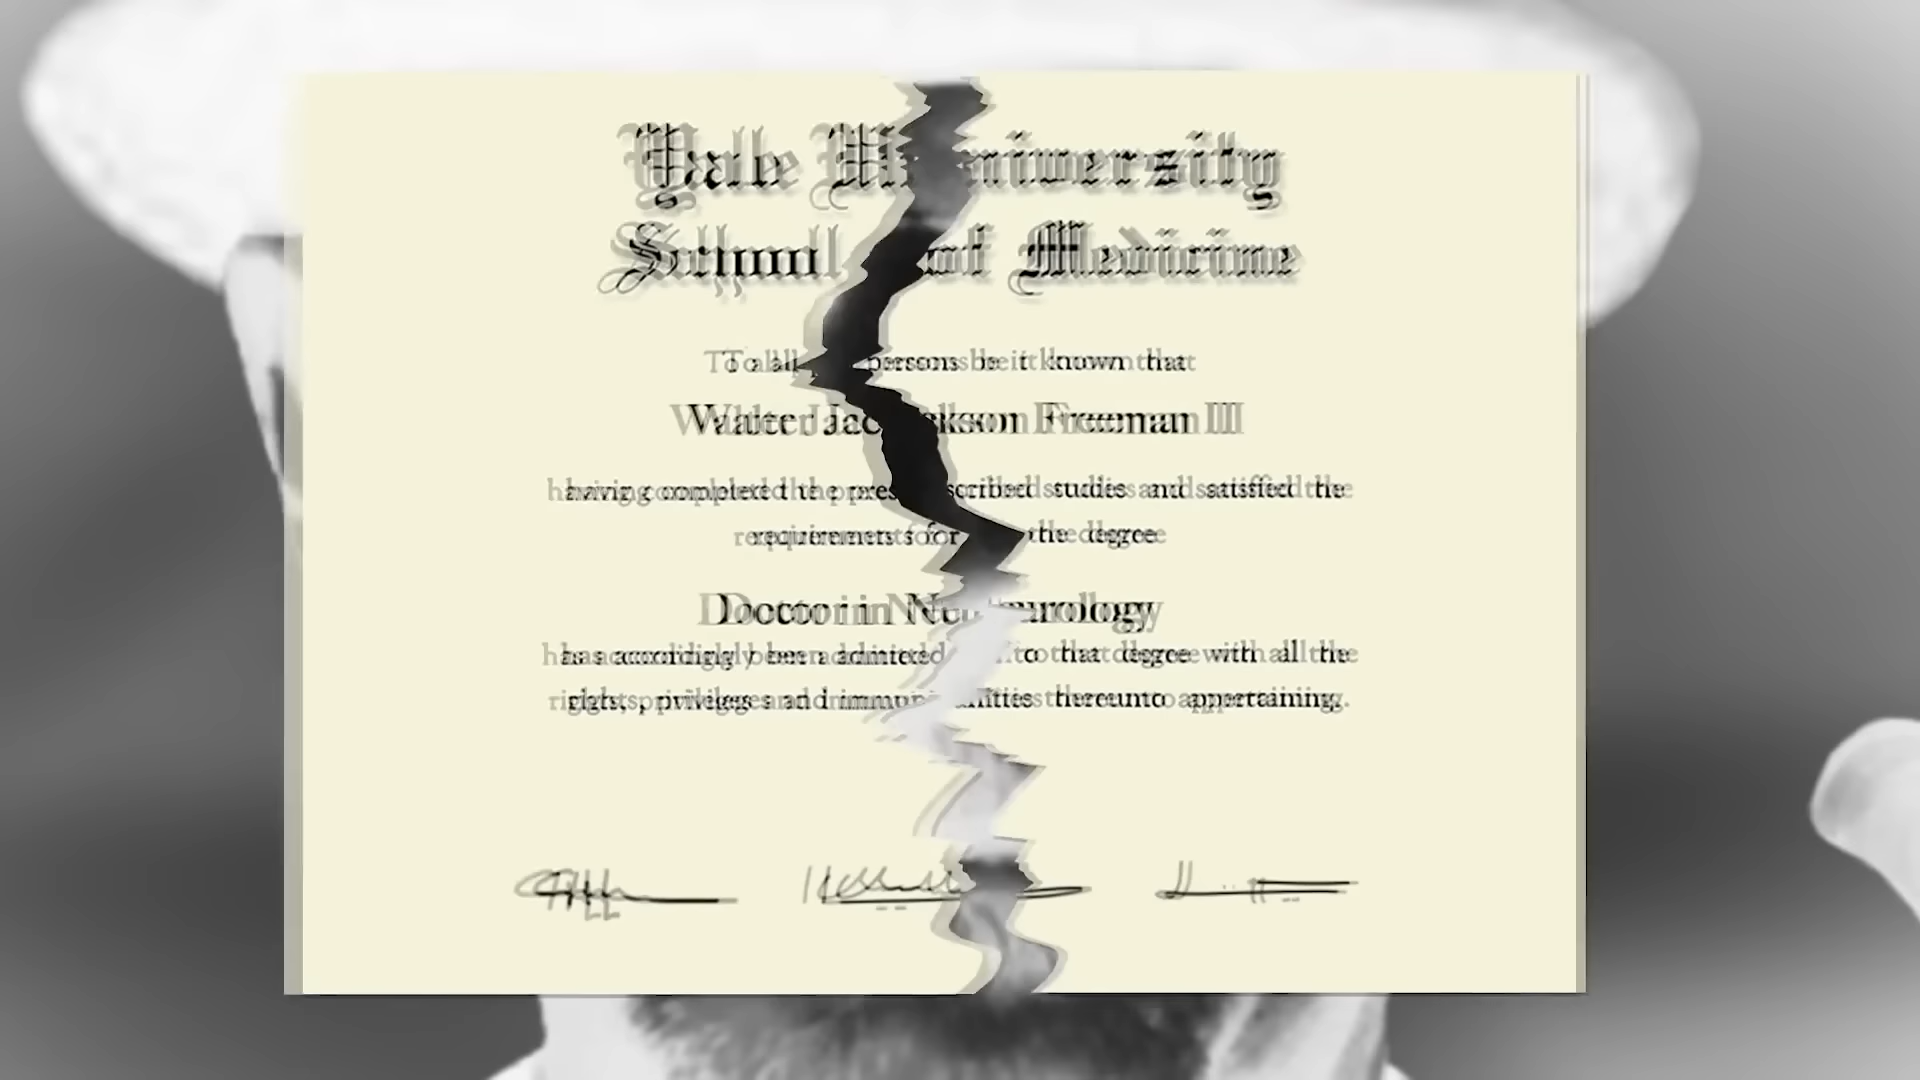 Yale University
School of Medicine
To all persons be it known that
Walter Jackson Freeman III
having completed the prescribed studies and satisfied the
requirements for the degree
Doctor in Neurology
has accordingly been admitted to that degree with all the
rights, privileges and immunities thereunto appertaining.